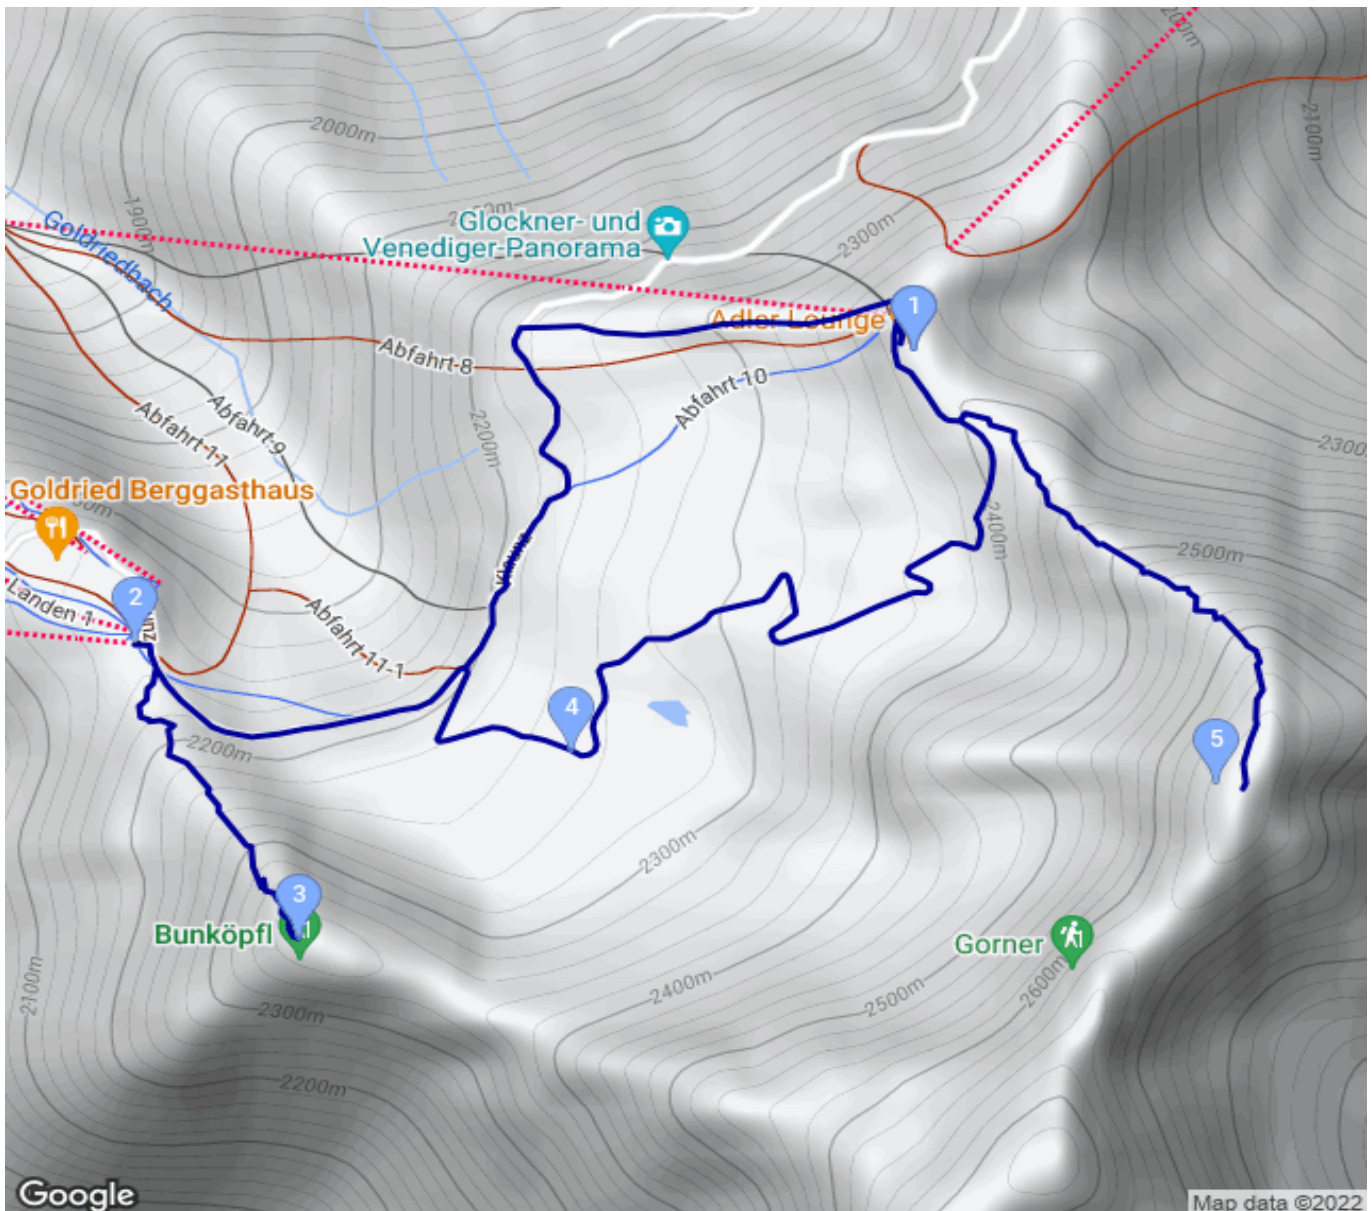 200m
2000m
2100m
1900m
Goldriedbach
Glockner- und
Venediger-Panorama
2300m
1
Adler Lounge
Abfahrt 8
Abfahrt 10
Abfahrt 9
Abfahrt 11
2200m
2300m
Goldried Berggasthaus
2400m
2500m
2
Landen 1
Abfahrt 11-1
4
5
2200m
2300m
3
Bunköpfl
Gorner
2100m
2400m
2500m
2600m
2300m
2200m
Google
Map data ©2022